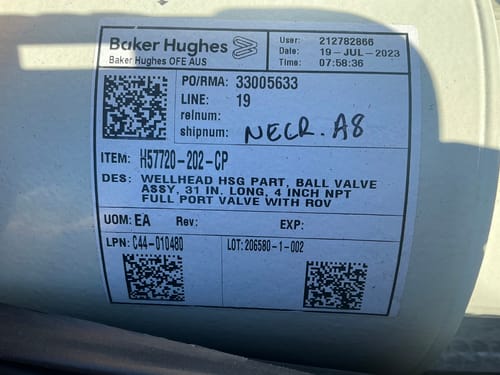 Baker Hughes
Baker Hughes OFE AUS
User: 212782866
Date: 19-JUL-2023
Time: 07:58:36
PO/RMA: 33005633
LINE: 19
relnum:
shipnum: NECR. A8
ITEM: H57720-202-CP
DES: WELLHEAD HSG PART, BALL VALVE
ASSY, 31 IN. LONG, 4 INCH NPT
FULL PORT VALVE WITH ROV
UOM: EA Rev: EXP:
LPN: C44-010480 LOT: 206580-1-002